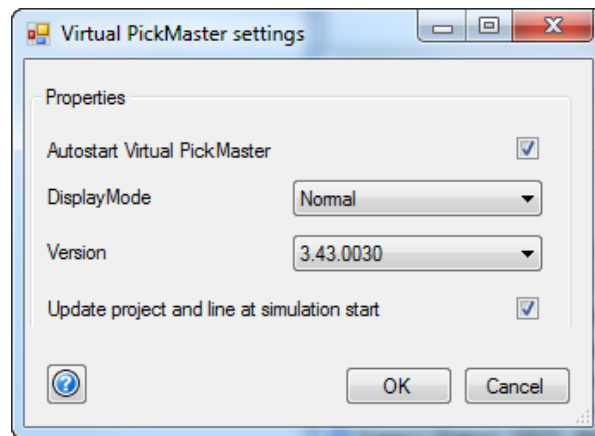 Virtual PickMaster settings
Properties
Autostart Virtual PickMaster
DisplayMode Normal
Version 3.43.0030
Update project and line at simulation start
? OK Cancel